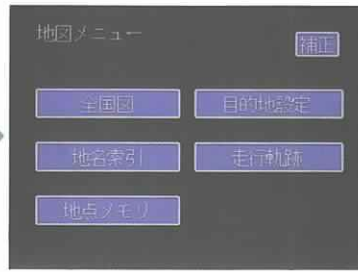 地図メニュー
補正
全国図
目的地設定
地名索引
走行軌跡
地点メモリ